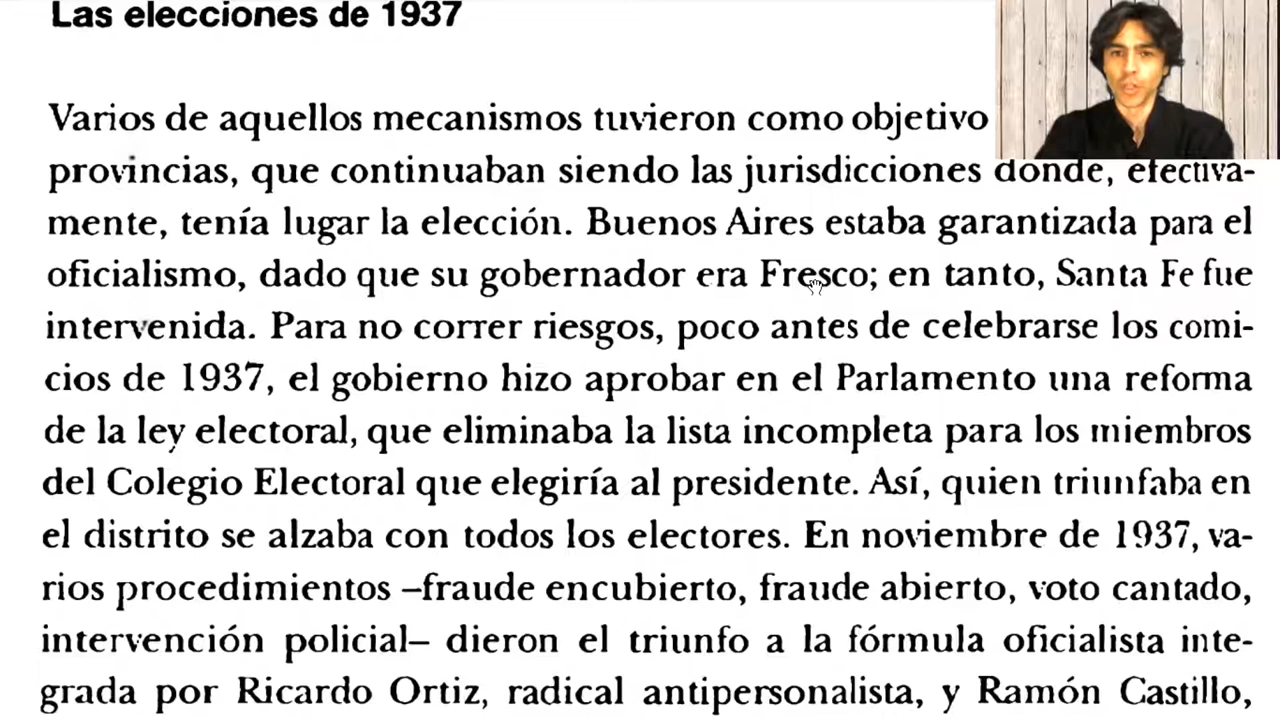 Las elecciones de 1937
Varios de aquellos mecanismos tuvieron como objetivo
provincias, que continuaban siendo las jurisdicciones donde, efectiva-
mente, tenía lugar la elección. Buenos Aires estaba garantizada para el
oficialismo, dado que su gobernador era Fresco; en tanto, Santa Fe fue
intervenida. Para no correr riesgos, poco antes de celebrarse los comi-
cios de 1937, el gobierno hizo aprobar en el Parlamento una reforma
de la ley electoral, que eliminaba la lista incompleta para los miembros
del Colegio Electoral que elegiría al presidente. Así, quien triunfaba en
el distrito se alzaba con todos los electores. En noviembre de 1937, va-
rios procedimientos –fraude encubierto, fraude abierto, voto cantado,
intervención policial– dieron el triunfo a la fórmula oficialista inte-
grada por Ricardo Ortiz, radical antipersonalista, y Ramón Castillo,